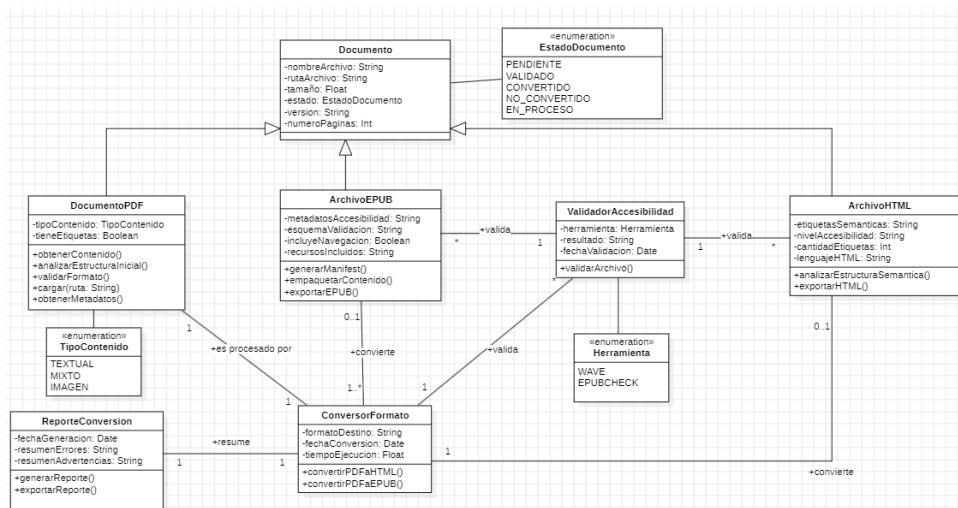 Documento
-nombreArchivo: String
-rutaArchivo: String
-tamaño: Float
-estado: EstadoDocumento
-version: String
-numeroPaginas: Int
«enumeration»
EstadoDocumento
PENDIENTE
VALIDADO
CONVERTIDO
NO_CONVERTIDO
EN_PROCESO
DocumentoPDF
-tipoContenido: TipoContenido
-tieneEtiquetas: Boolean
+obtenerContenido()
+analizarEstructuraInicial()
+validarFormato()
+cargar(ruta: String)
+obtenerMetadatos()
ArchivoEPUB
-metadatosAccesibilidad: String
-esquemaValidacion: String
-incluyeNavegacion: Boolean
-recursosIncluidos: String
+generarManifest()
+empaquetarContenido()
+exportarEPUB()
+valida
*
1
ValidadorAccesibilidad
-herramienta: Herramienta
-resultado: String
-fechaValidacion: Date
+validarArchivo()
+valida
1
*
ArchivoHTML
-etiquetasSemanticas: String
-nivelAccesibilidad: String
-cantidadEtiquetas: Int
-lenguajeHTML: String
+analizarEstructuraSemantica()
+exportarHTML()
«enumeration»
TipoContenido
TEXTUAL
MIXTO
IMAGEN
1
+es procesado por
1
0..1
+convierte
1..*
*
+valida
1
«enumeration»
Herramienta
WAVE
EPUBCHECK
0..1
ReporteConversion
-fechaGeneracion: Date
-resumenErrores: String
-resumenAdvertencias: String
+generarReporte()
+exportarReporte()
+resume
1
1
ConversorFormato
-formatoDestino: String
-fechaConversion: Date
-tiempoEjecucion: Float
+convertirPDFaHTML()
+convertirPDFaEPUB()
1
+convierte